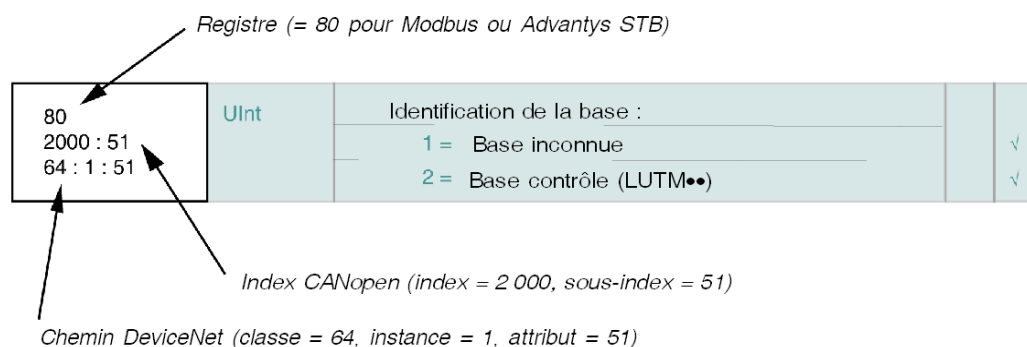 Registre (= 80 pour Modbus ou Advantys STB)
80
2000 : 51
64 : 1 : 51
UInt
Identification de la base :
1 = Base inconnue √
2 = Base contrôle (LUTM••) √
Index CANopen (index = 2 000, sous-index = 51)
Chemin DeviceNet (classe = 64, instance = 1, attribut = 51)